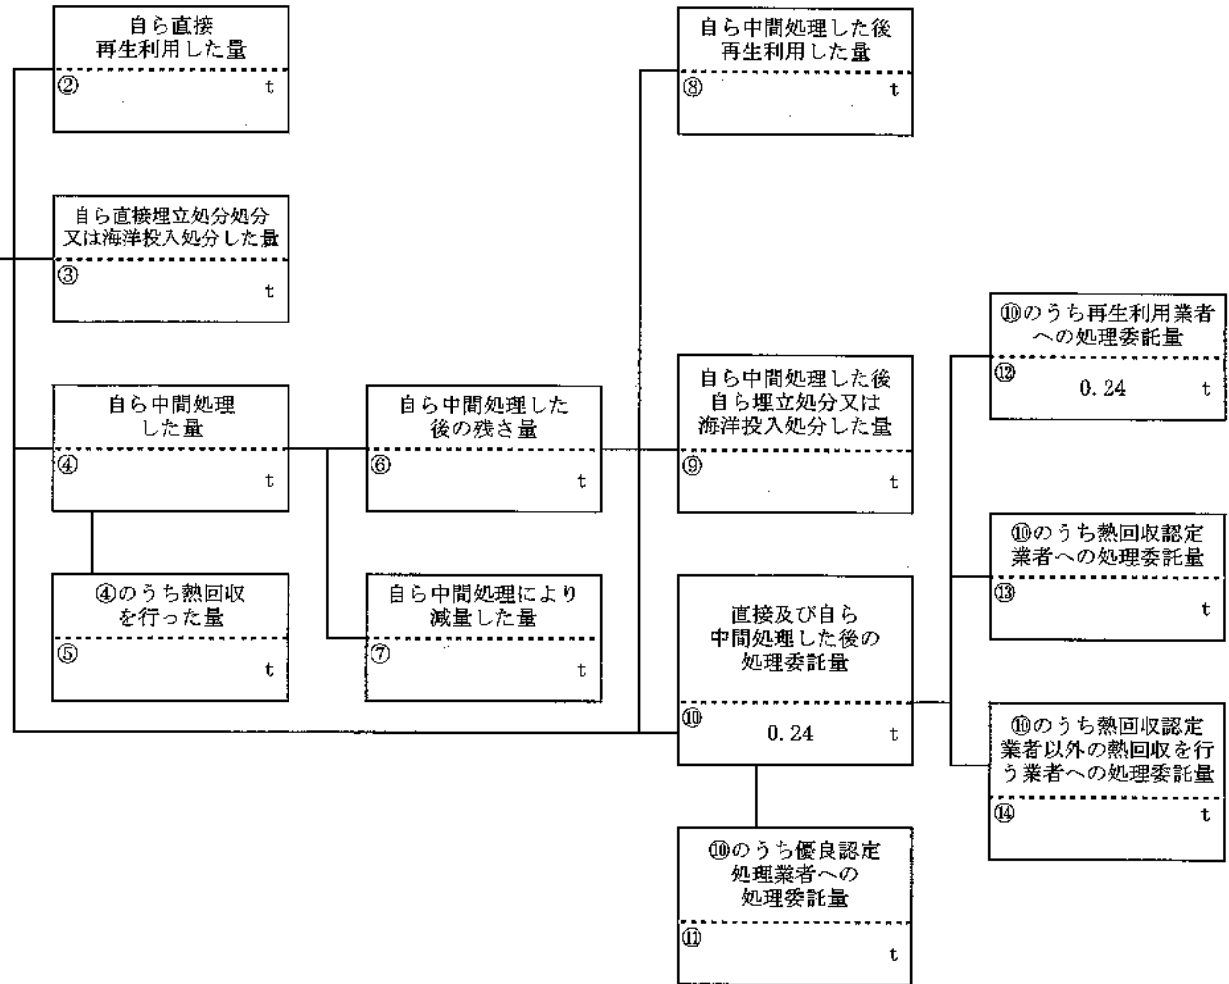 自ら直接
再生利用した量
② t
自ら直接埋立処分処分
又は海洋投入処分した量
③ t
自ら中間処理
した量
④ t
④のうち熱回収
を行った量
⑤ t
自ら中間処理した
後の残さ量
⑥ t
自ら中間処理により
減量した量
⑦ t
自ら中間処理した後
再生利用した量
⑧ t
自ら中間処理した後
自ら埋立処分又は
海洋投入処分した量
⑨ t
直接及び自ら
中間処理した後の
処理委託量
⑩ 0.24 t
⑩のうち優良認定
処理業者への
処理委託量
⑪ t
⑩のうち再生利用業者
への処理委託量
⑫ 0.24 t
⑩のうち熱回収認定
業者への処理委託量
⑬ t
⑩のうち熱回収認定
業者以外の熱回収を行
う業者への処理委託量
⑭ t